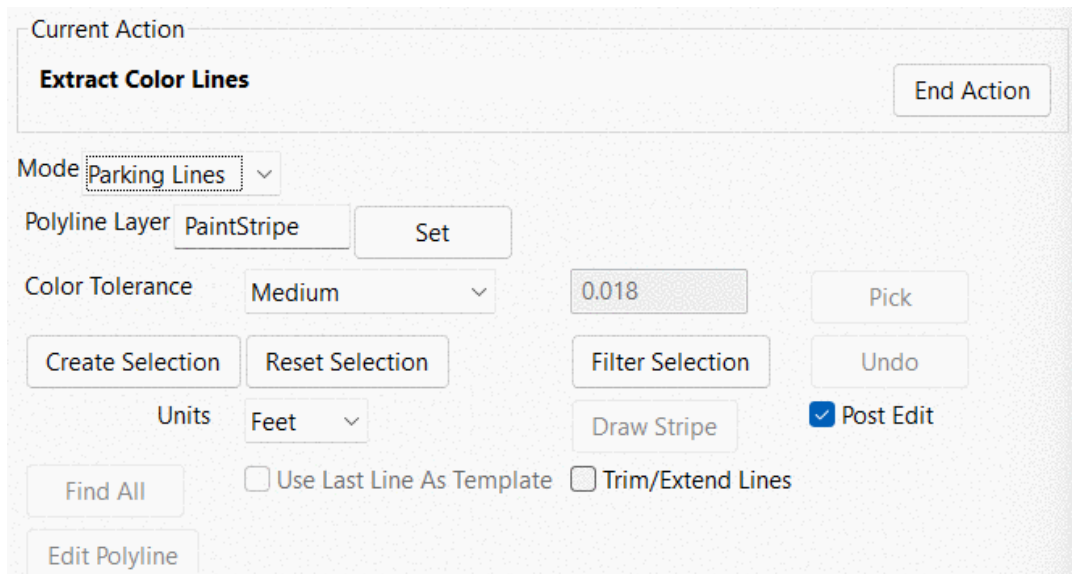 Current Action
Extract Color Lines
End Action
Mode Parking Lines
Polyline Layer PaintStripe Set
Color Tolerance Medium 0.018 Pick
Create Selection Reset Selection Filter Selection Undo
Units Feet Draw Stripe Post Edit
Find All Use Last Line As Template Trim/Extend Lines
Edit Polyline